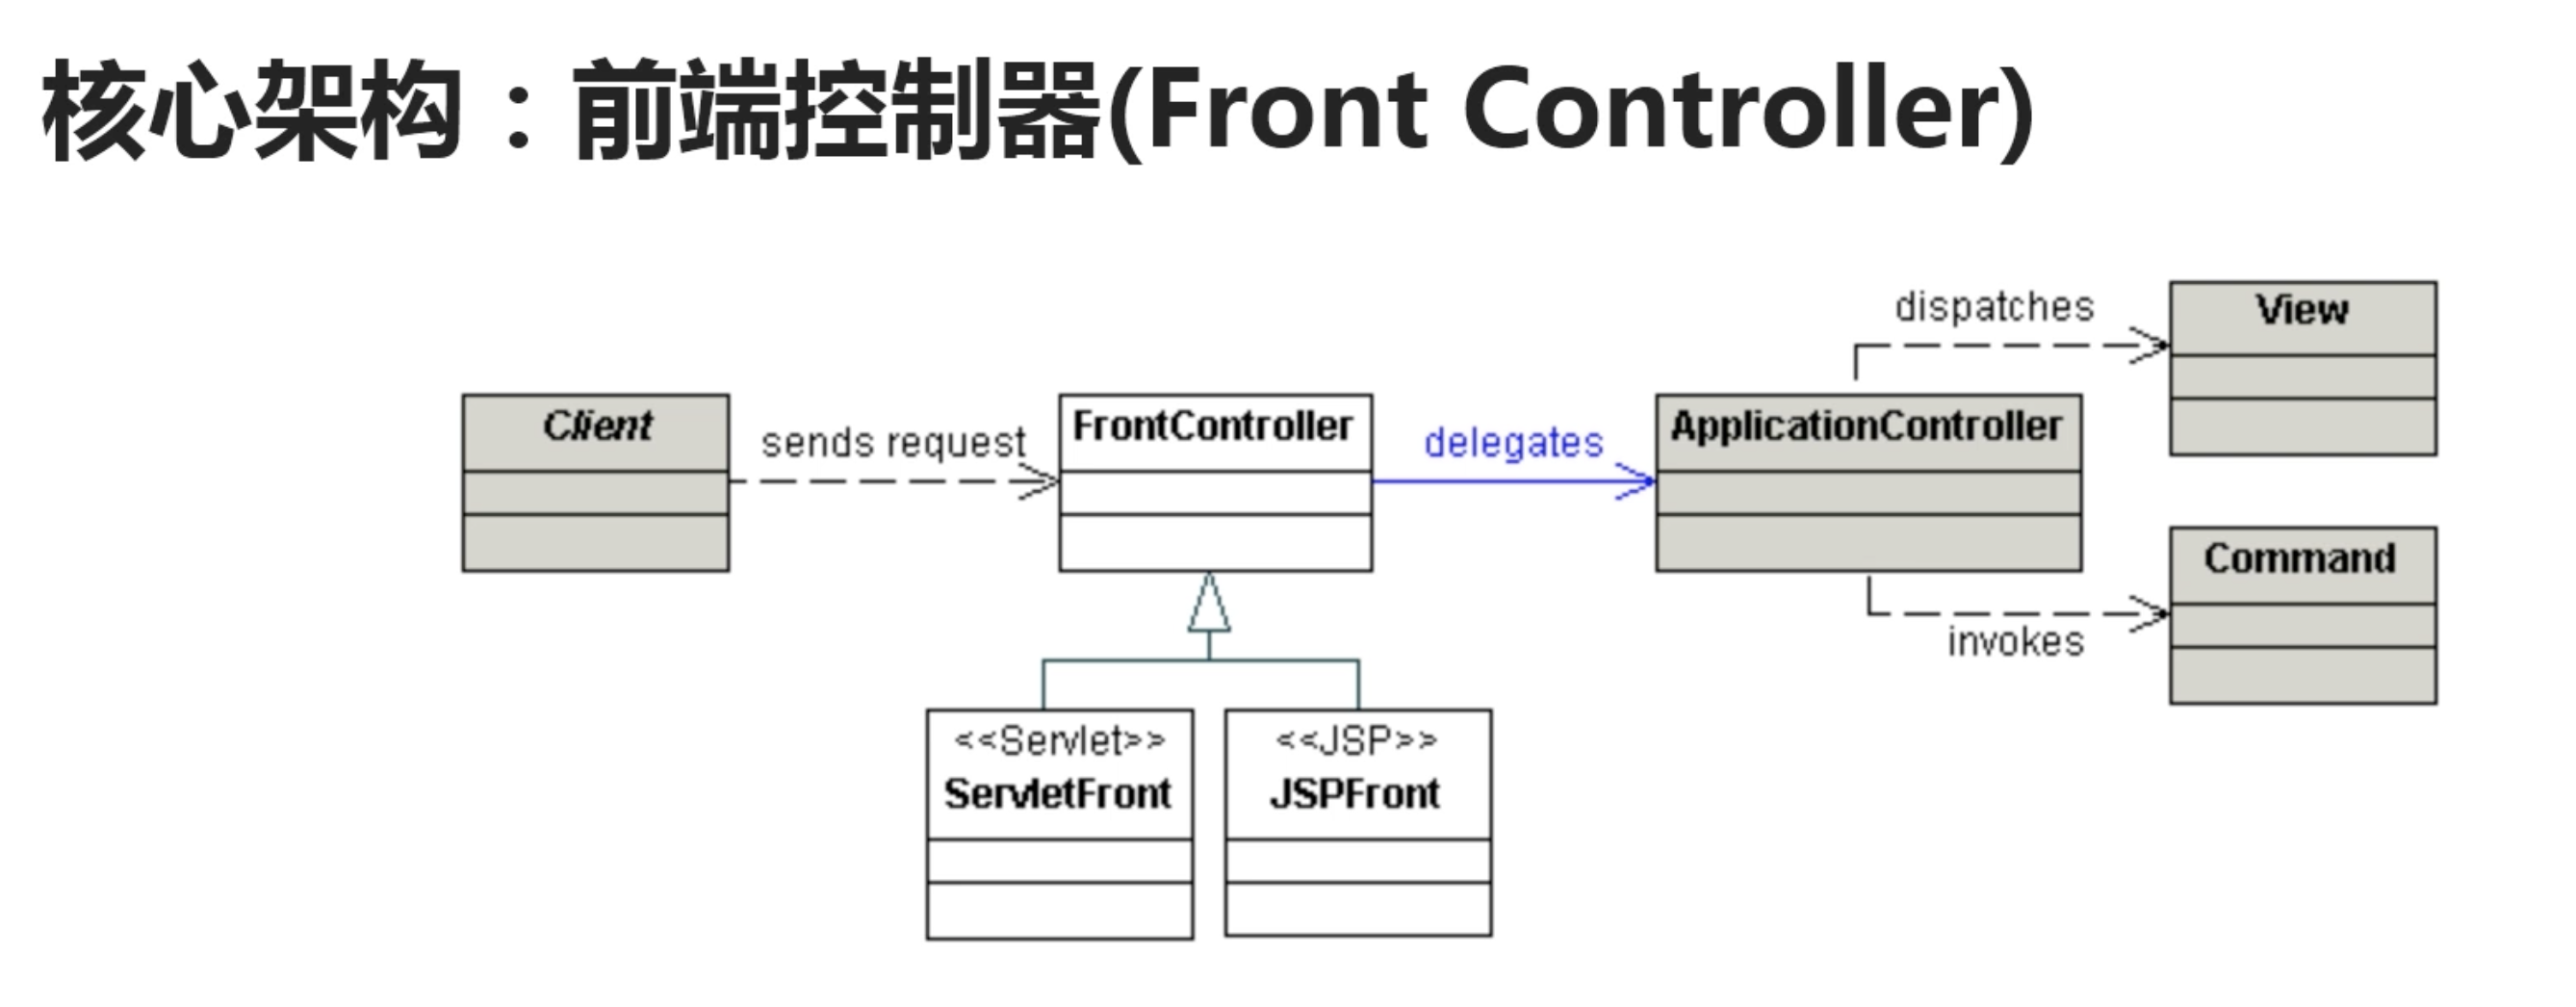 核心架构：前端控制器(Front Controller)
dispatches
View
Client
sends request
FrontController
delegates
ApplicationController
Command
invokes
<<Servlet>>
ServletFront
<<JSP>>
JSPFront